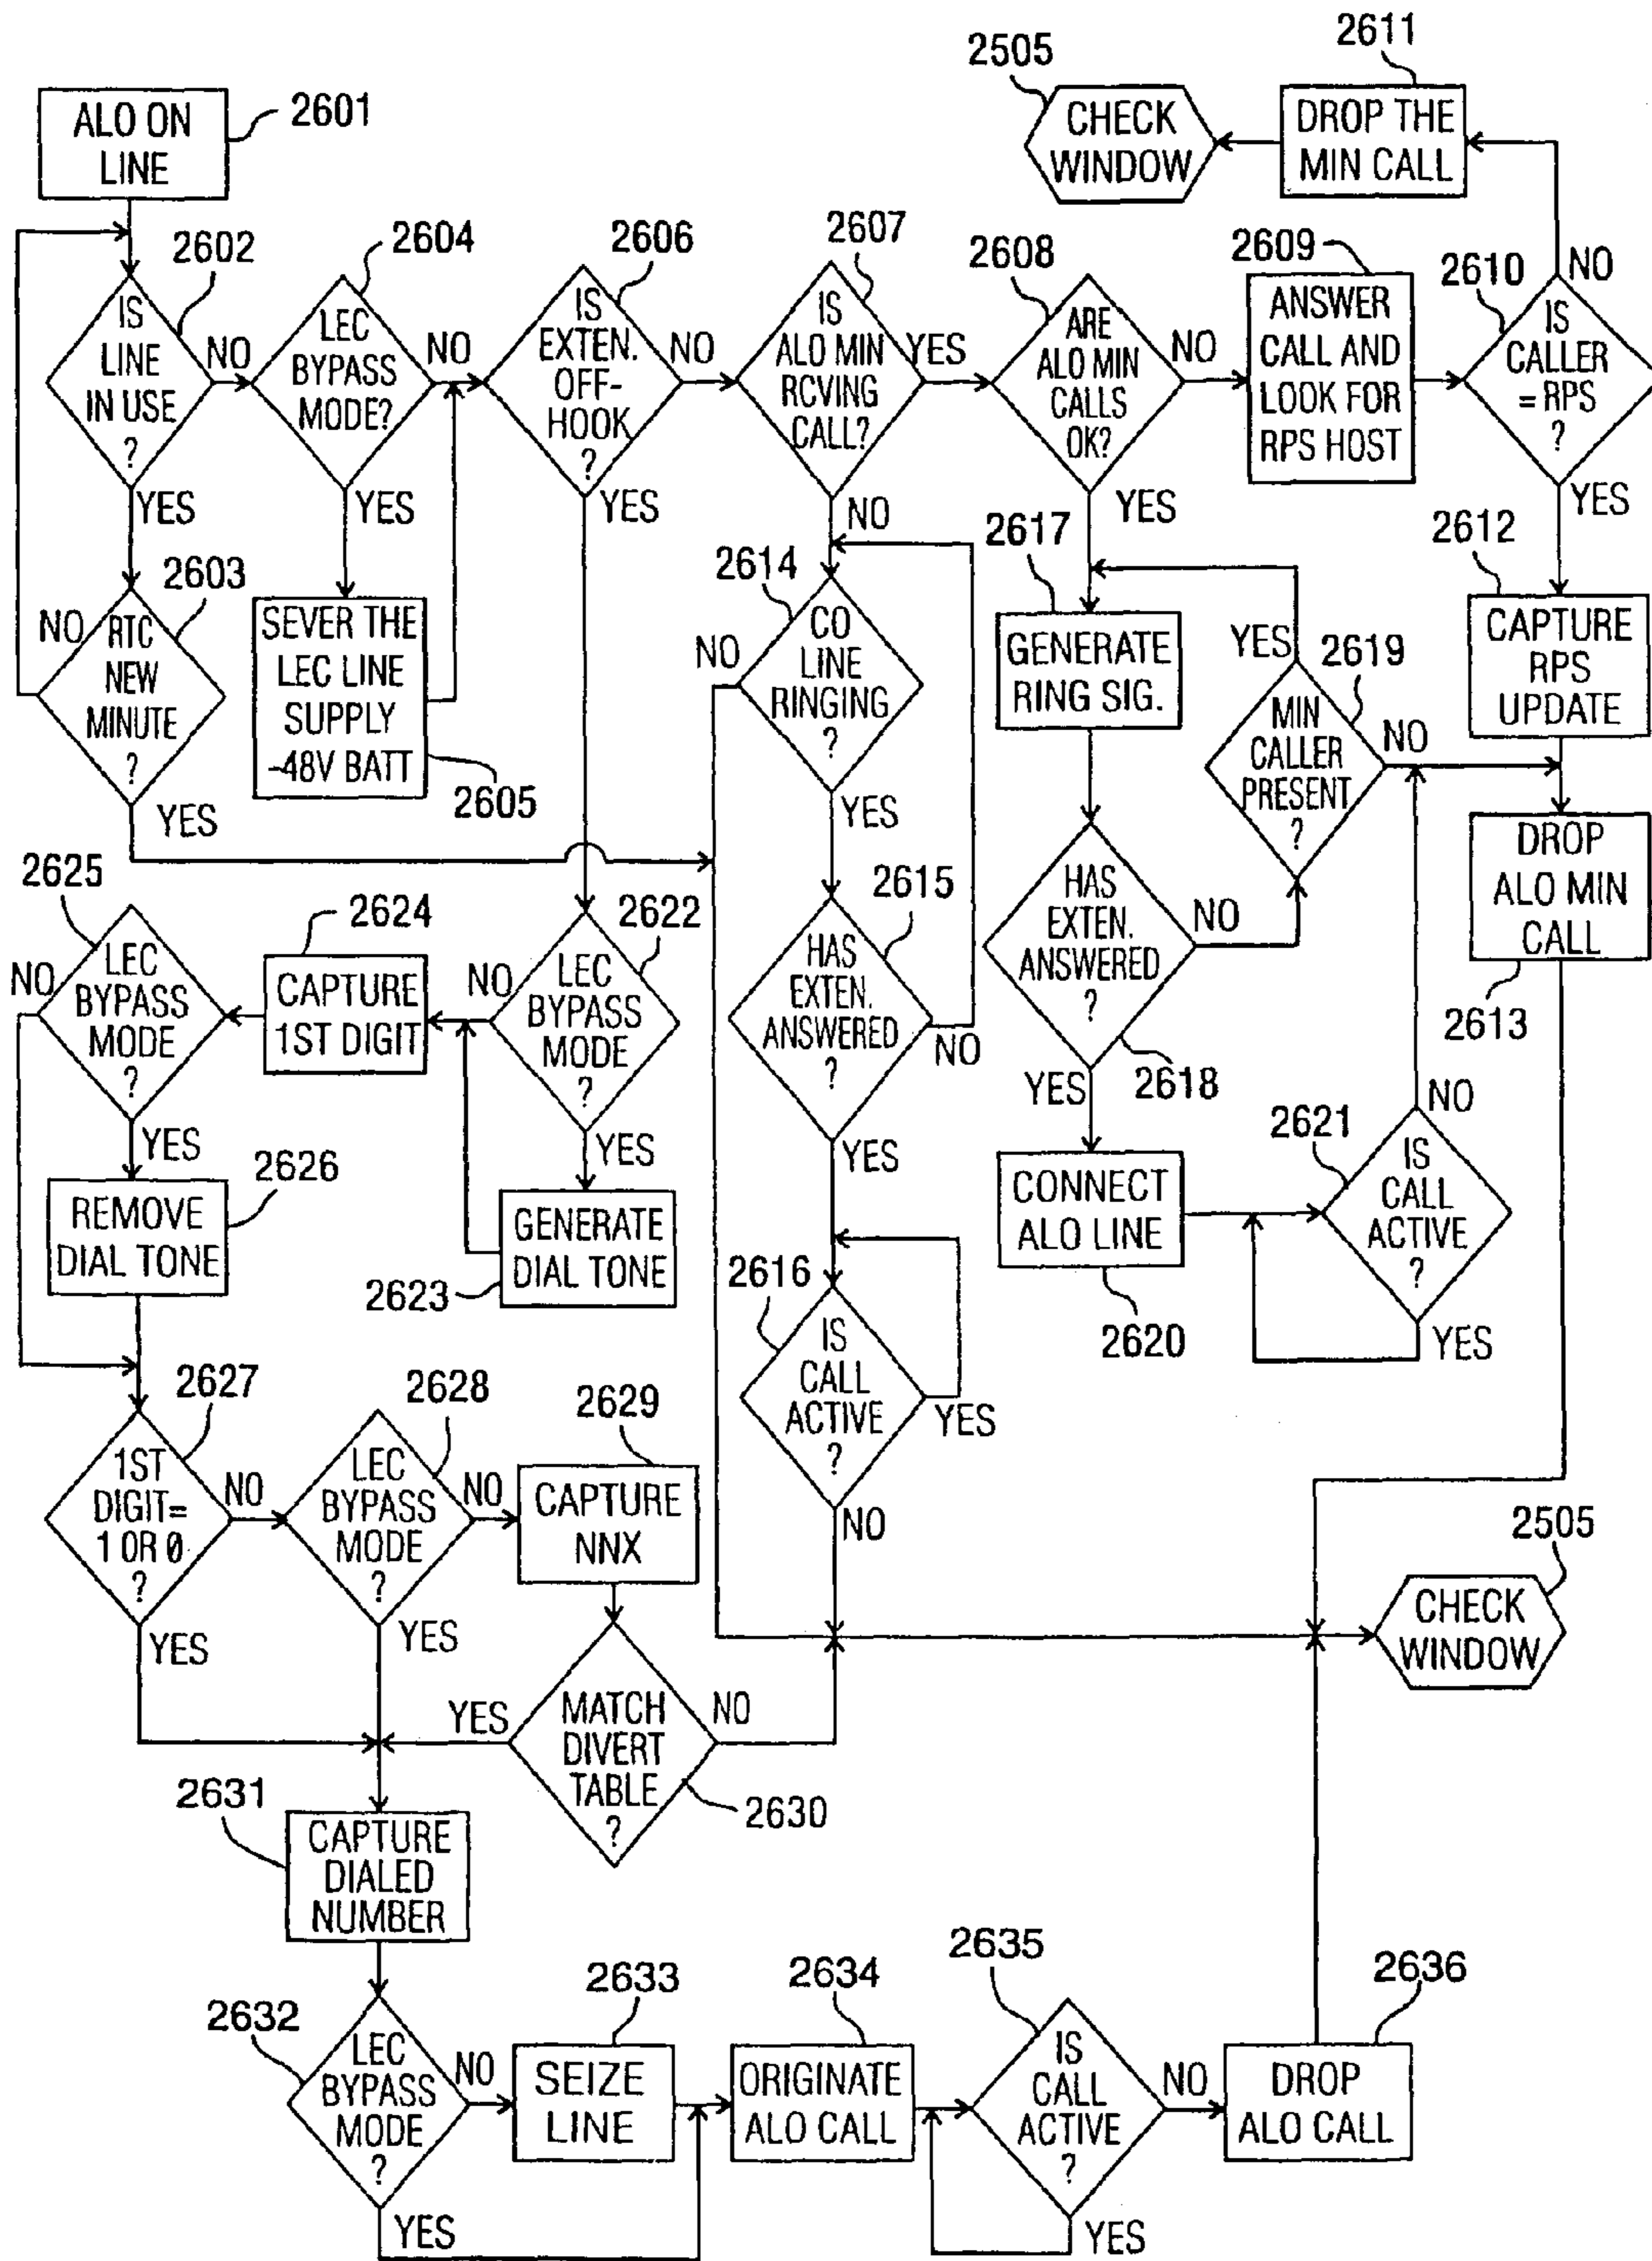 2611
2505
2601
ALO ON
LINE
CHECK
WINDOW
DROP THE
MIN CALL
2602
2604
2606
2607
2608
2609
2610
NO
IS
LINE
IN USE
?
NO
LEC
BYPASS
MODE?
NO
IS
EXTEN.
OFF-
HOOK
?
NO
IS
ALO MIN
RCVING
CALL?
YES
ARE
ALO MIN
CALLS
OK?
NO
ANSWER
CALL AND
LOOK FOR
RPS HOST
IS
CALLER
= RPS
?
YES
YES
YES
NO
YES
YES
2603
NO
RTC
NEW
MINUTE
?
YES
SEVER THE
LEC LINE
SUPPLY
-48V BATT
2605
2614
NO
CO
LINE
RINGING
?
YES
2617
GENERATE
RING SIG.
YES
2619
MIN
CALLER
PRESENT
?
NO
2612
CAPTURE
RPS
UPDATE
DROP
ALO MIN
CALL
2613
2625
NO
LEC
BYPASS
MODE
?
YES
2624
CAPTURE
1ST DIGIT
2622
NO
LEC
BYPASS
MODE
?
YES
2615
HAS
EXTEN.
ANSWERED
?
NO
YES
HAS
EXTEN.
ANSWERED
?
NO
2618
YES
2626
REMOVE
DIAL TONE
GENERATE
DIAL TONE
2623
2616
IS
CALL
ACTIVE
?
YES
NO
CONNECT
ALO LINE
2620
NO
2621
IS
CALL
ACTIVE
?
YES
2627
1ST
DIGIT=
1 OR 0
?
NO
YES
2628
LEC
BYPASS
MODE
?
NO
YES
2629
CAPTURE
NNX
2505
CHECK
WINDOW
YES
MATCH
DIVERT
TABLE
?
NO
2630
2631
CAPTURE
DIALED
NUMBER
2632
LEC
BYPASS
MODE
?
NO
YES
2633
SEIZE
LINE
2634
ORIGINATE
ALO CALL
2635
IS
CALL
ACTIVE
?
NO
YES
2636
DROP
ALO CALL